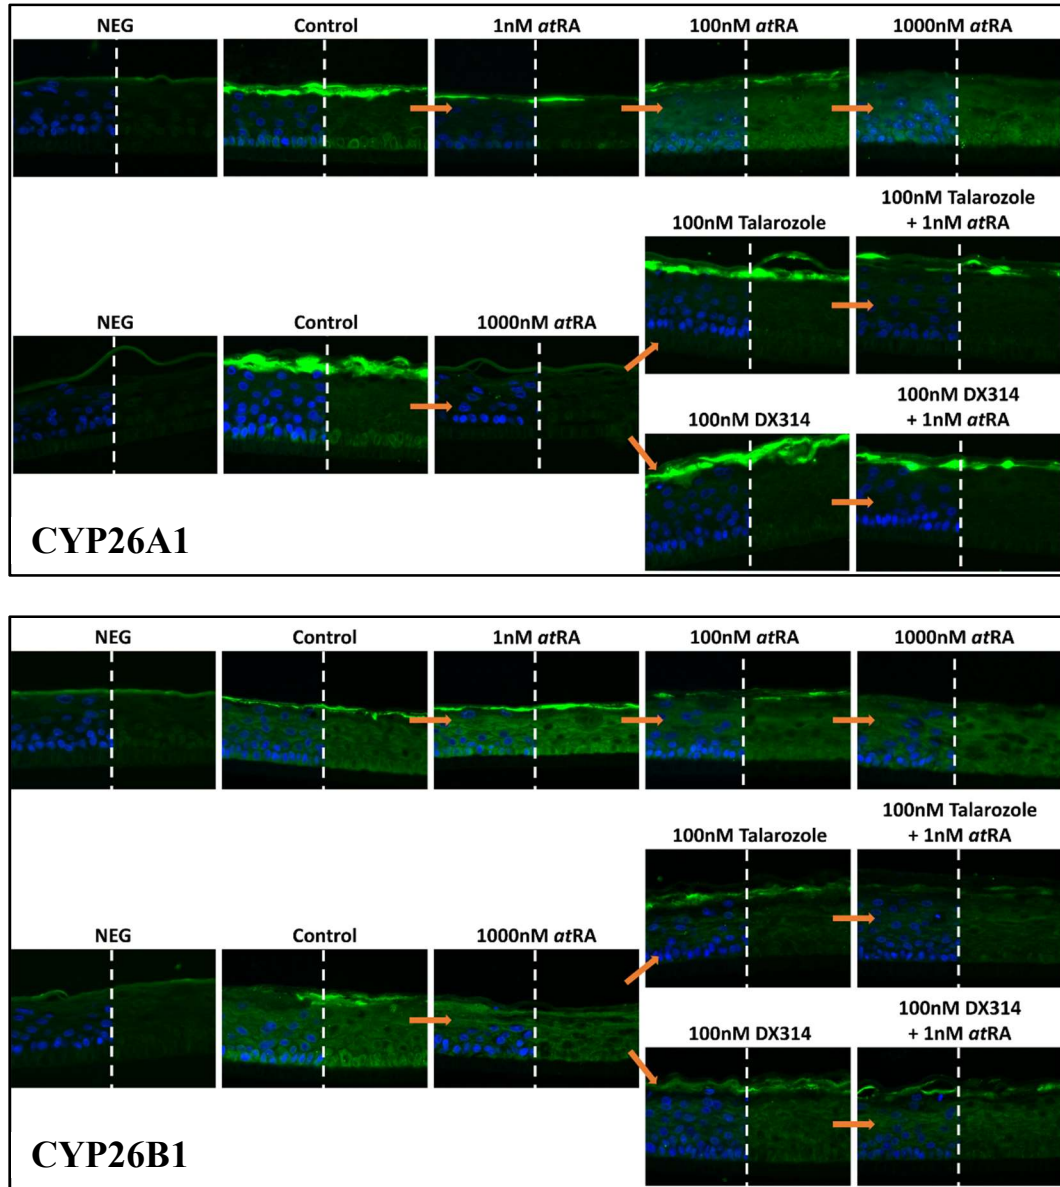 NEG
Control
1nM atRA
100nM atRA
1000nM atRA
100nM Talarozole
100nM Talarozole
+ 1nM atRA
NEG
Control
1000nM atRA
100nM DX314
100nM DX314
+ 1nM atRA
CYP26A1
NEG
Control
1nM atRA
100nM atRA
1000nM atRA
100nM Talarozole
100nM Talarozole
+ 1nM atRA
NEG
Control
1000nM atRA
100nM DX314
100nM DX314
+ 1nM atRA
CYP26B1